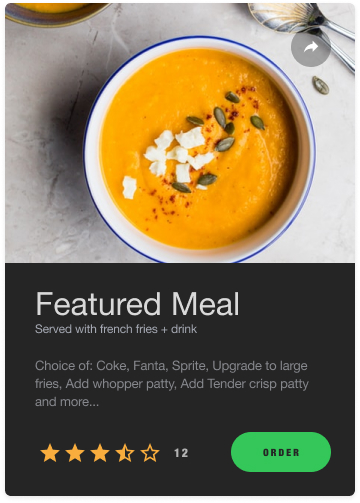 Featured Meal
Served with french fries + drink
Choice of: Coke, Fanta, Sprite, Upgrade to large
fries, Add whopper patty, Add Tender crisp patty
and more...
12
ORDER